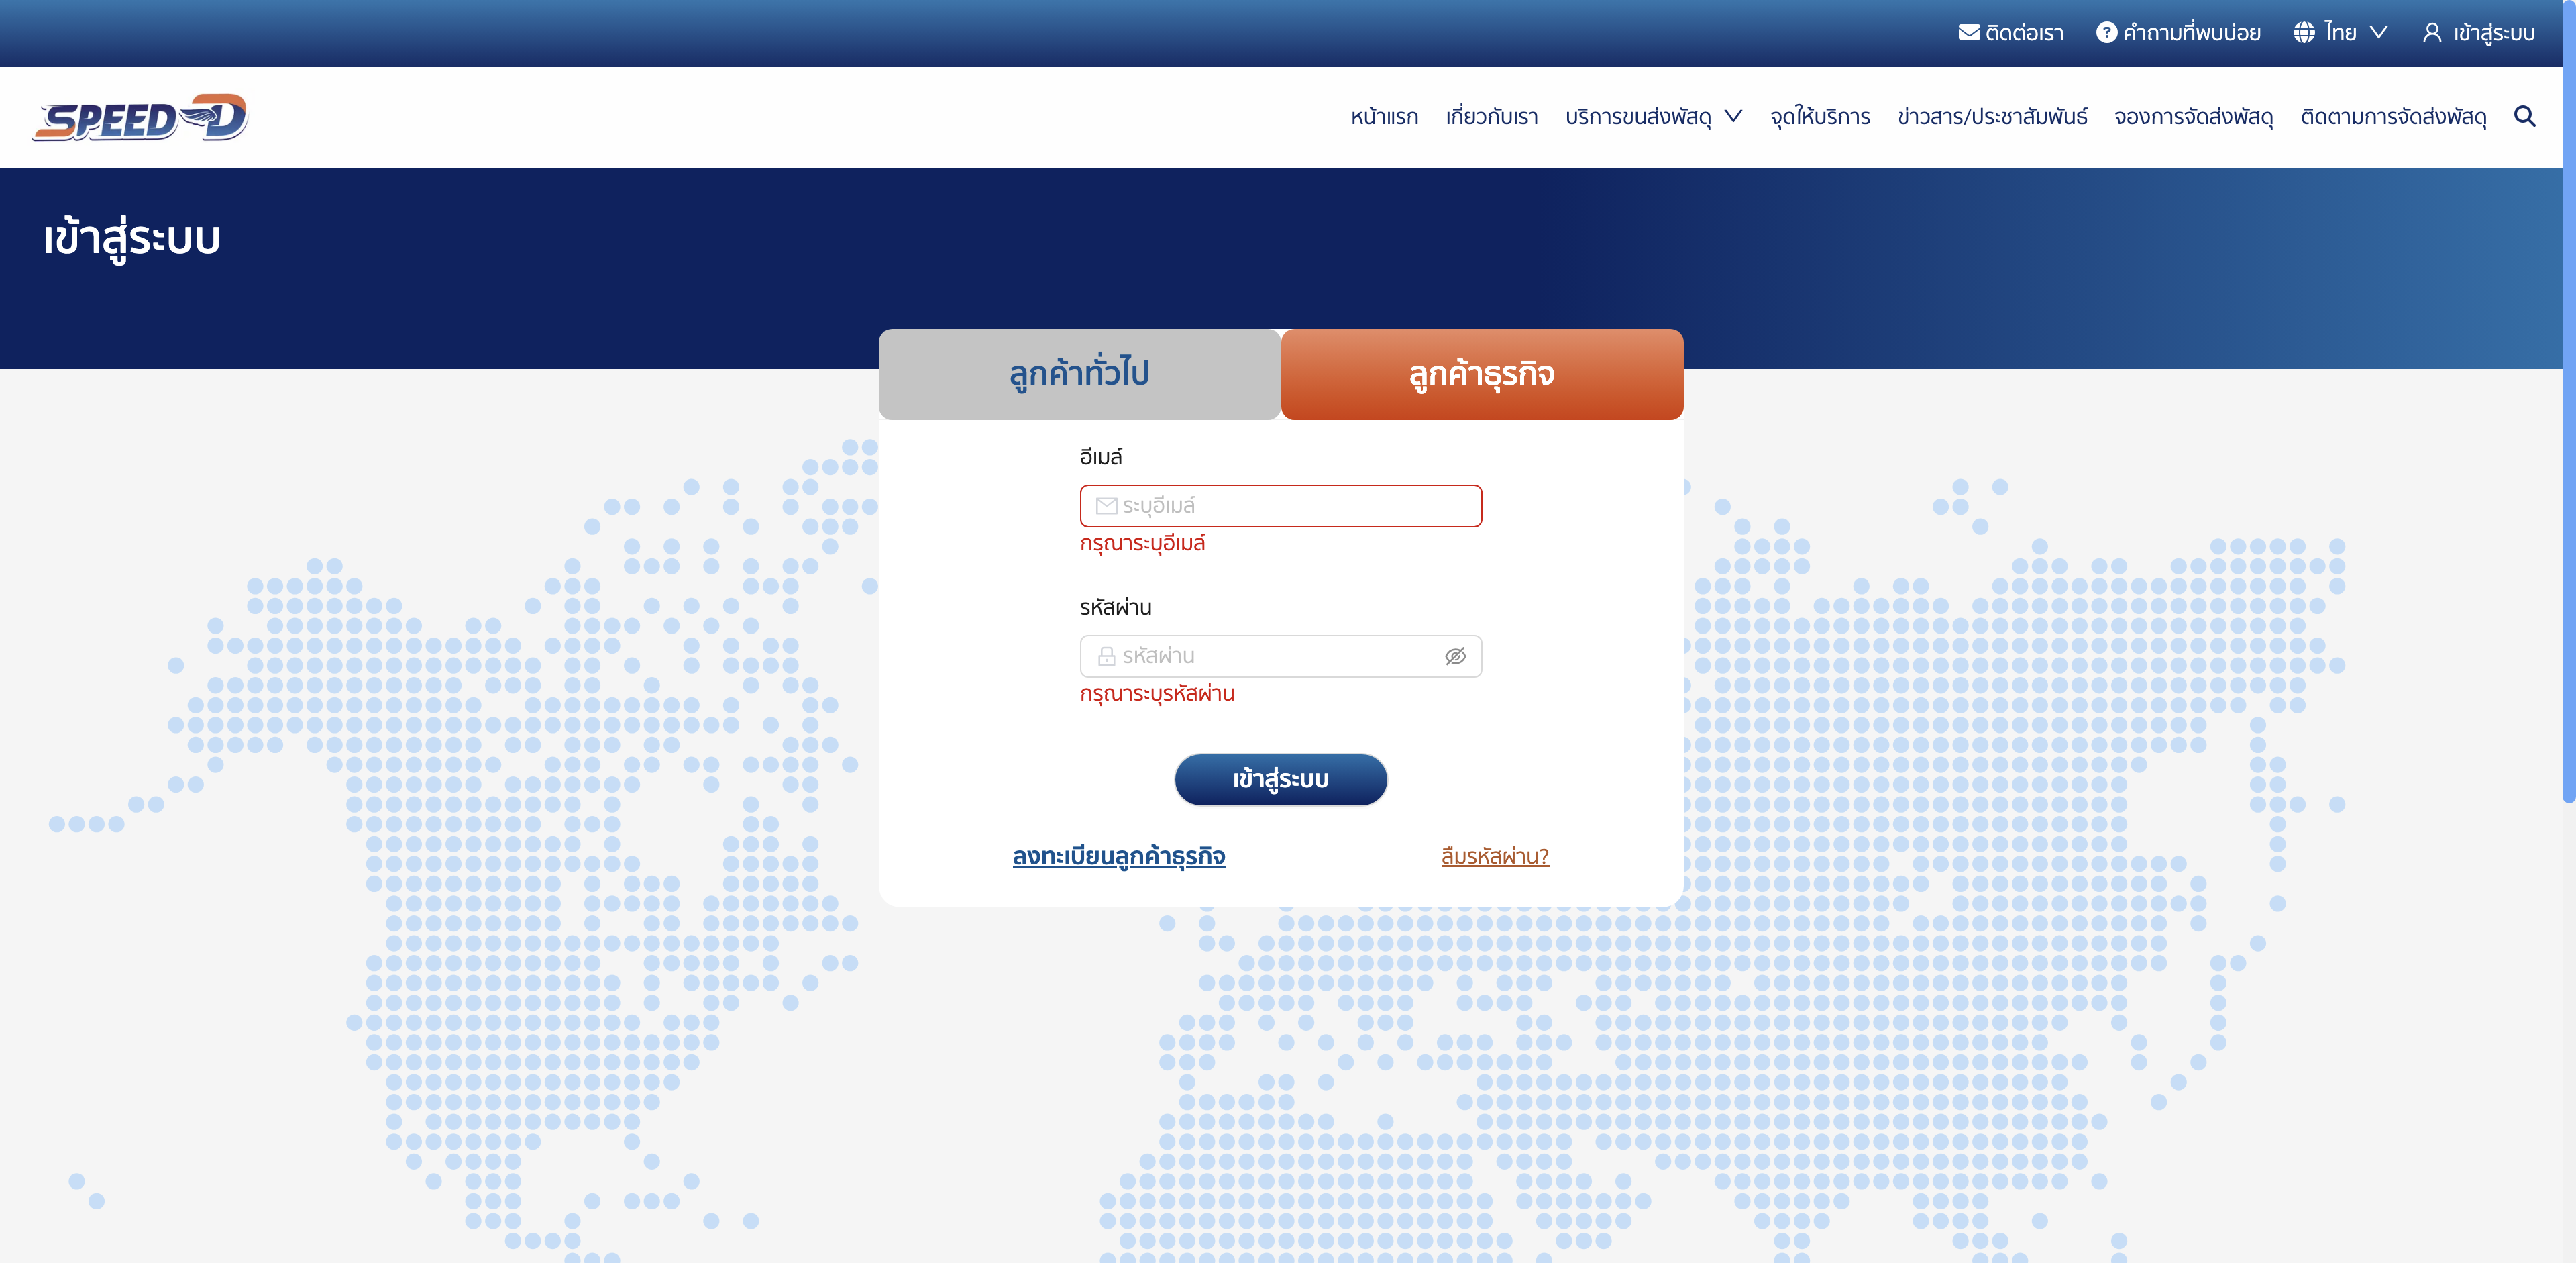 ติดต่อเรา คำถามที่พบบ่อย ไทย เข้าสู่ระบบ
SPEED-D หน้าแรก เกี่ยวกับเรา บริการขนส่งพัสดุ จุดให้บริการ ข่าวสาร/ประชาสัมพันธ์ จองการจัดส่งพัสดุ ติดตามการจัดส่งพัสดุ
เข้าสู่ระบบ
ลูกค้าทั่วไป ลูกค้าธุรกิจ
อีเมล์
ระบุอีเมล์
กรุณาระบุอีเมล์
รหัสผ่าน
รหัสผ่าน
กรุณาระบุรหัสผ่าน
เข้าสู่ระบบ
ลงทะเบียนลูกค้าธุรกิจ ลืมรหัสผ่าน?